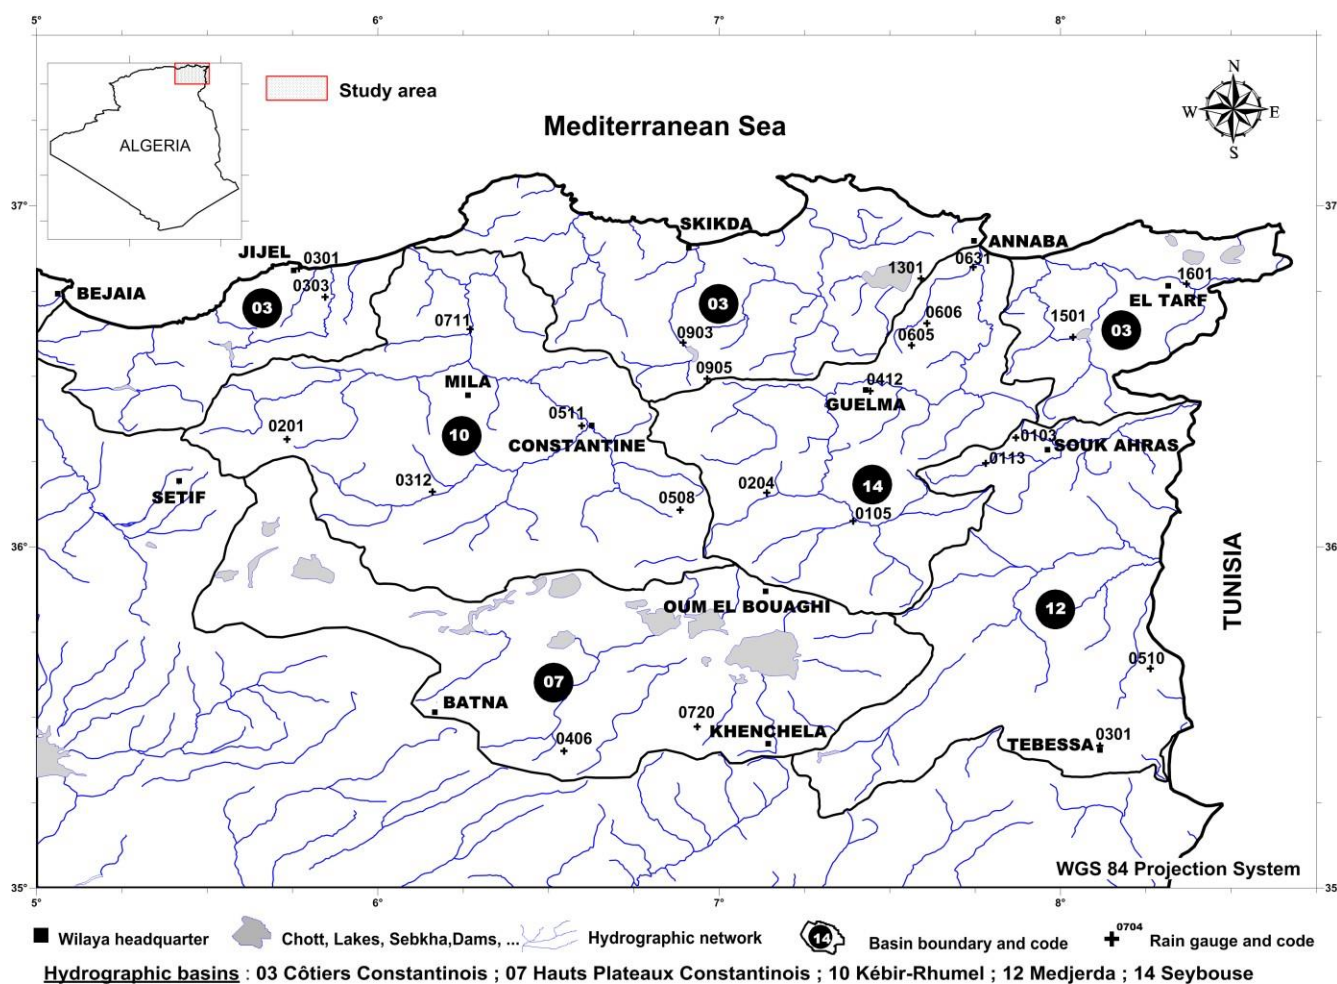 5°
6°
7°
8°
Study area
ALGERIA
Mediterranean Sea
N
W
E
S
37°
37°
SKIKDA
ANNABA
JIJEL
0301
0631
1301
1601
BEJAIA
0303
EL TARF
03
03
0711
0606
1501
03
0903
0605
0905
MILA
0412
GUELMA
0201
0511
10
CONSTANTINE
0103
SOUK AHRAS
0113
SETIF
0312
0204
14
0508
0105
36°
36°
TUNISIA
OUM EL BOUAGHI
12
0510
07
BATNA
0720
KHENCHELA
0301
TEBESSA
0406
WGS 84 Projection System
35°
35
5°
6°
7°
8°
Wilaya headquarter
Chott, Lakes, Sebkha,Dams, ...
Hydrographic network
14
Basin boundary and code
0704
Rain gauge and code
Hydrographic basins : 03 Côtiers Constantinois ; 07 Hauts Plateaux Constantinois ; 10 Kébir-Rhumel ; 12 Medjerda ; 14 Seybouse